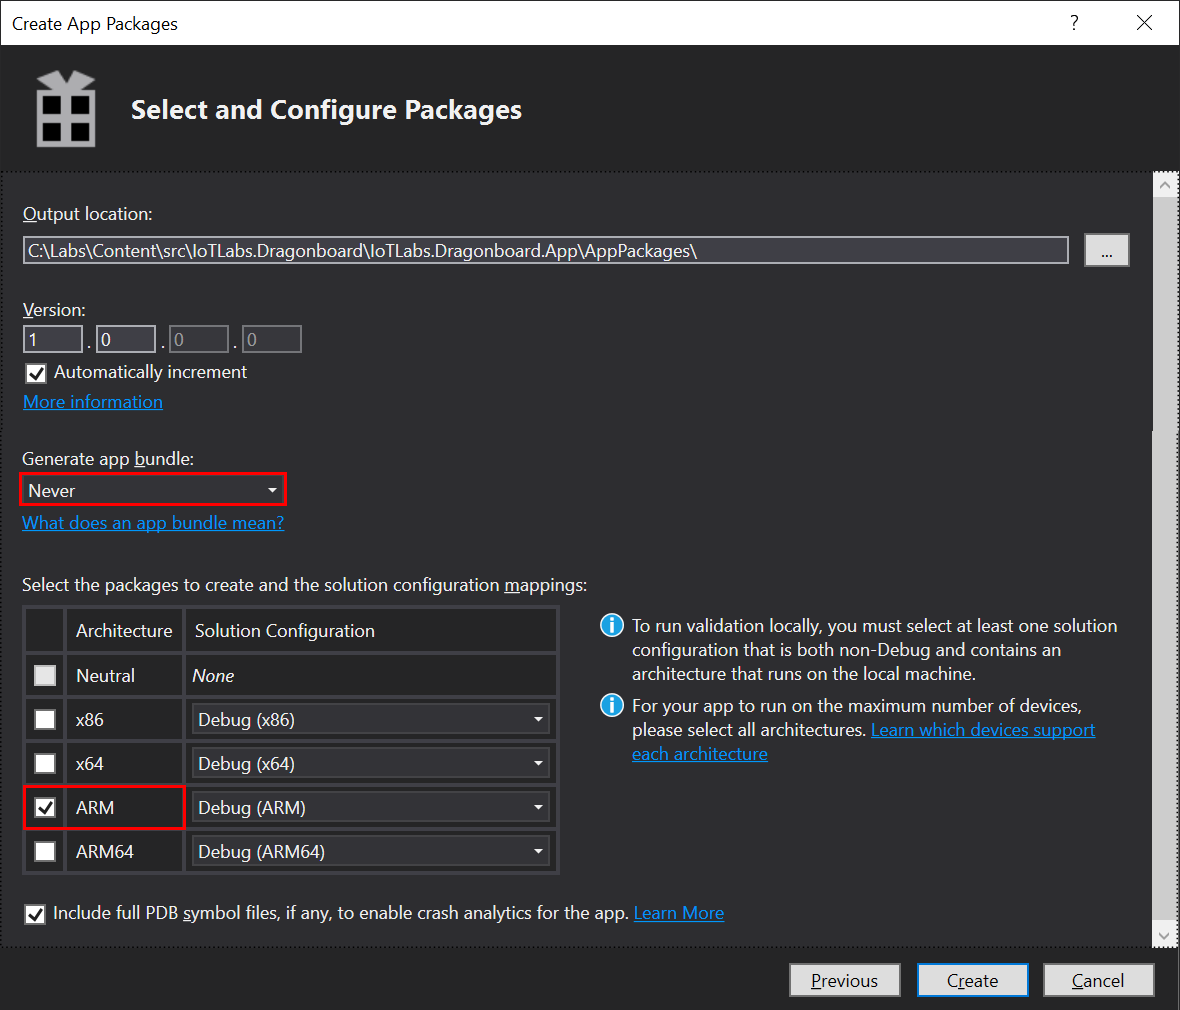 Create App Packages
?
Select and Configure Packages
Output location:
C:\Labs\Content\src\IoTLabs.Dragonboard\IoTLabs.Dragonboard.App\AppPackages\
...
Version:
1 . 0 . 0 . 0
Automatically increment
More information
Generate app bundle:
Never
What does an app bundle mean?
Select the packages to create and the solution configuration mappings:
Architecture Solution Configuration
Neutral None
x86 Debug (x86)
x64 Debug (x64)
ARM Debug (ARM)
ARM64 Debug (ARM64)
To run validation locally, you must select at least one solution
configuration that is both non-Debug and contains an
architecture that runs on the local machine.
For your app to run on the maximum number of devices,
please select all architectures. Learn which devices support
each architecture
Include full PDB symbol files, if any, to enable crash analytics for the app. Learn More
Previous Create Cancel